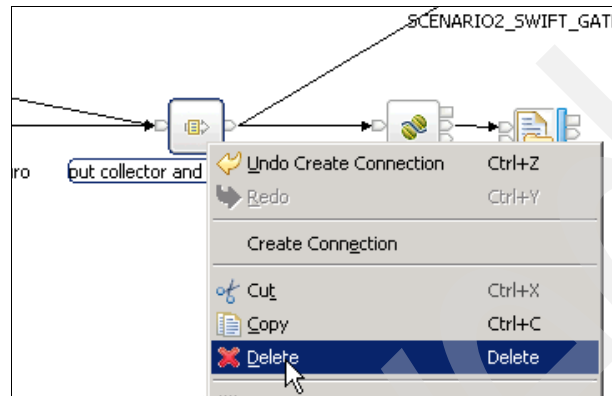 SCENARIO2_SWIFT_GAT
ro
put collector and
Undo Create Connection Ctrl+Z
Redo Ctrl+Y
Create Connection
Cut Ctrl+X
Copy Ctrl+C
Delete Delete